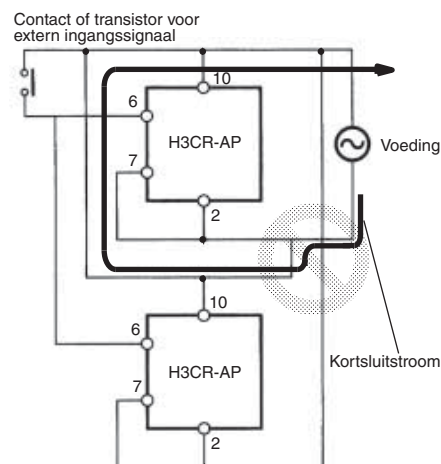 Contact of transistor voor
extern ingangssignaal
10
6
H3CR-AP
7
2
Voeding
10
6
H3CR-AP
7
2
Kortsluitstroom